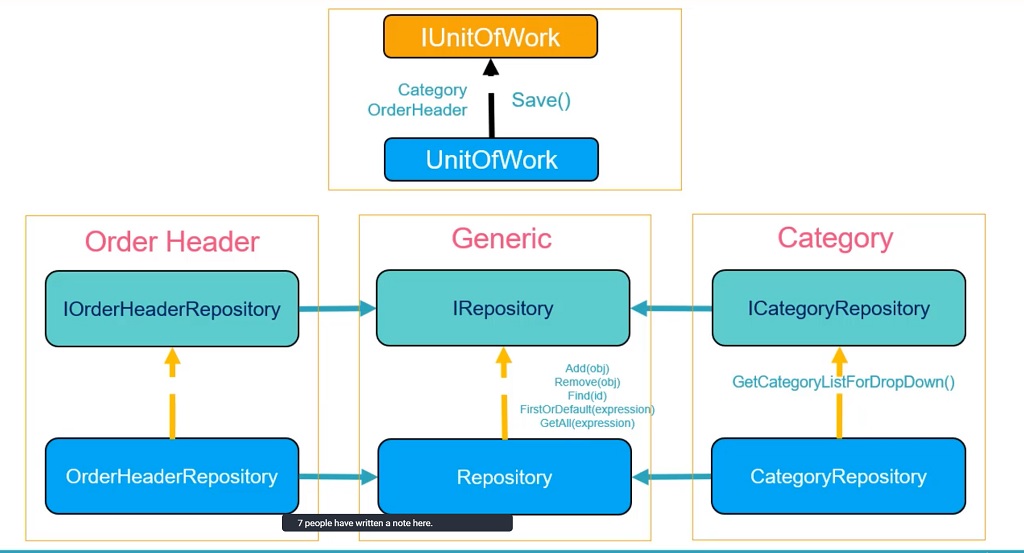 IUnitOfWork
Category
OrderHeader
Save()
UnitOfWork
Order Header
IOrderHeaderRepository
OrderHeaderRepository
Generic
IRepository
Add(obj)
Remove(obj)
Find(id)
FirstOrDefault(expression)
GetAll(expression)
Repository
Category
ICategoryRepository
GetCategoryListForDropDown()
CategoryRepository
7 people have written a note here.